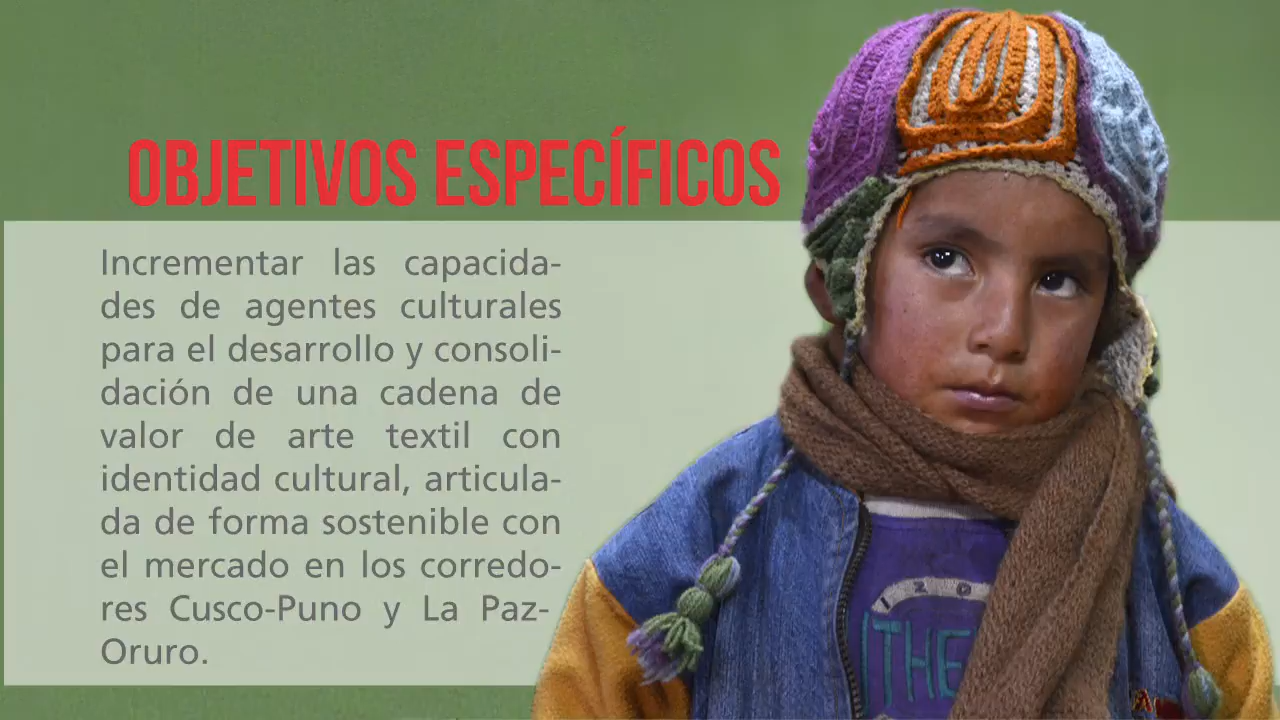 OBJETIVOS ESPECÍFICOS
Incrementar las capacida-
des de agentes culturales
para el desarrollo y consoli-
dación de una cadena de
valor de arte textil con
identidad cultural, articula-
da de forma sostenible con
el mercado en los corredo-
res Cusco-Puno y La Paz-
Oruro.
IZO
THE